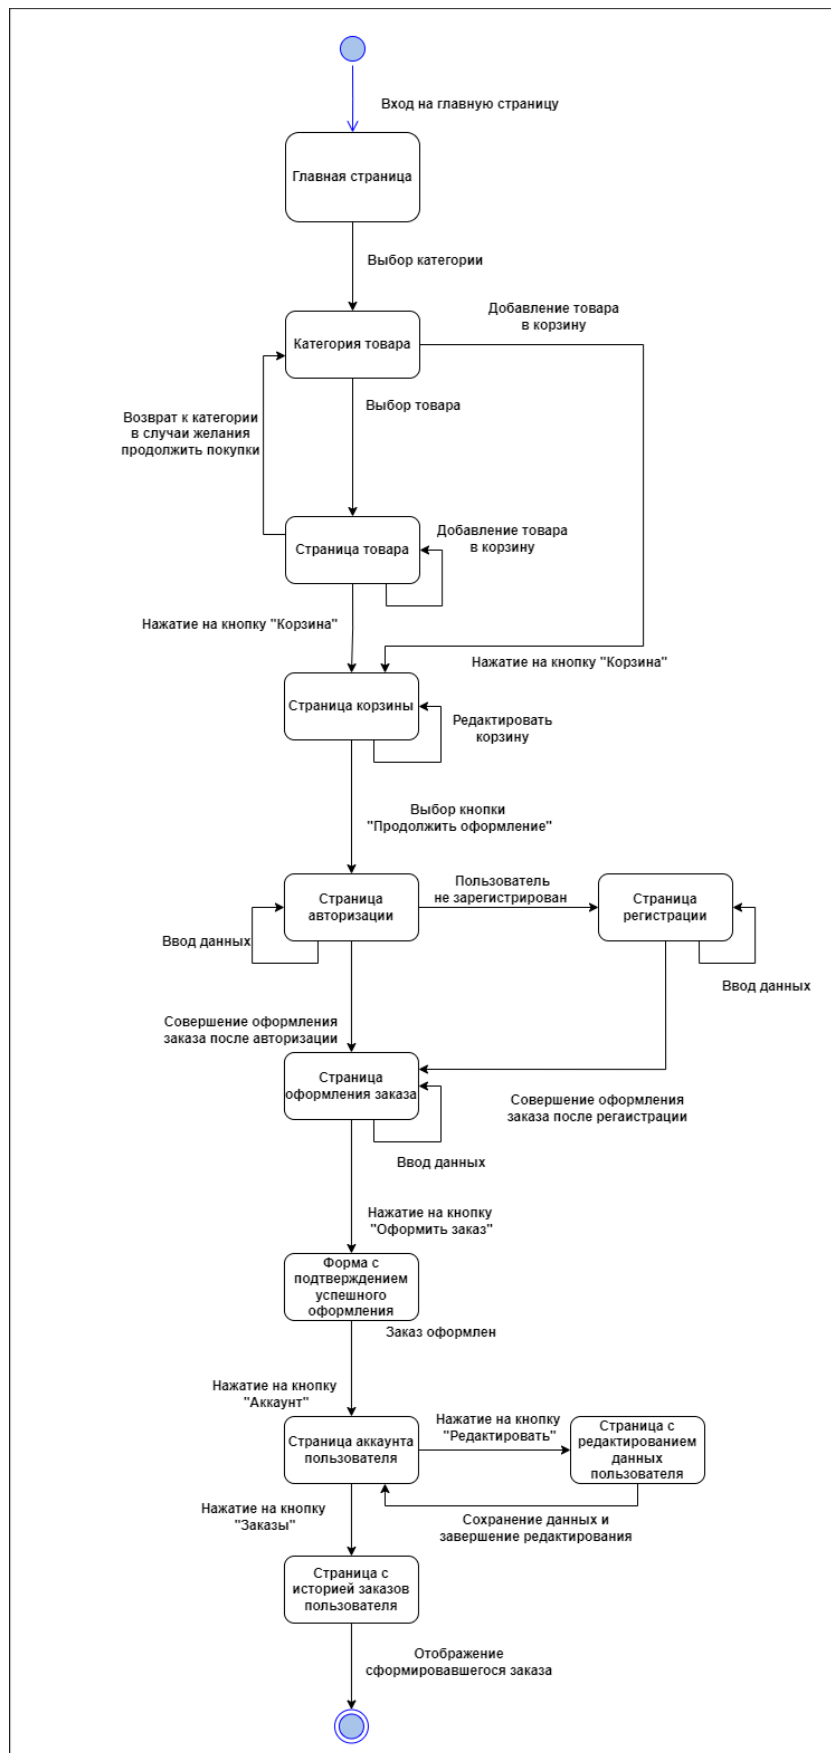 Вход на главную страницу
Главная страница
Выбор категории
Добавление товара
в корзину
Категория товара
Выбор товара
Возврат к категории
в случаи желания
продолжить покупки
Добавление товара
в корзину
Страница товара
Нажатие на кнопку "Корзина"
Нажатие на кнопку "Корзина"
Страница корзины
Редактировать
корзину
Выбор кнопки
"Продолжить оформление"
Страница
авторизации
Пользователь
не зарегистрирован
Страница
регистрации
Ввод данных
Ввод данных
Совершение оформления
заказа после авторизации
Страница
оформления заказа
Совершение оформления
заказа после регаистрации
Ввод данных
Нажатие на кнопку
"Оформить заказ"
Форма с
подтверждением
успешного
оформления
Заказ оформлен
Нажатие на кнопку
"Аккаунт"
Страница аккаунта
пользователя
Нажатие на кнопку
"Редактировать"
Страница с
редактированием
данных
пользователя
Нажатие на кнопку
"Заказы"
Сохранение данных и
завершение редактирования
Страница с
историей заказов
пользователя
Отображение
сформировавшегося заказа